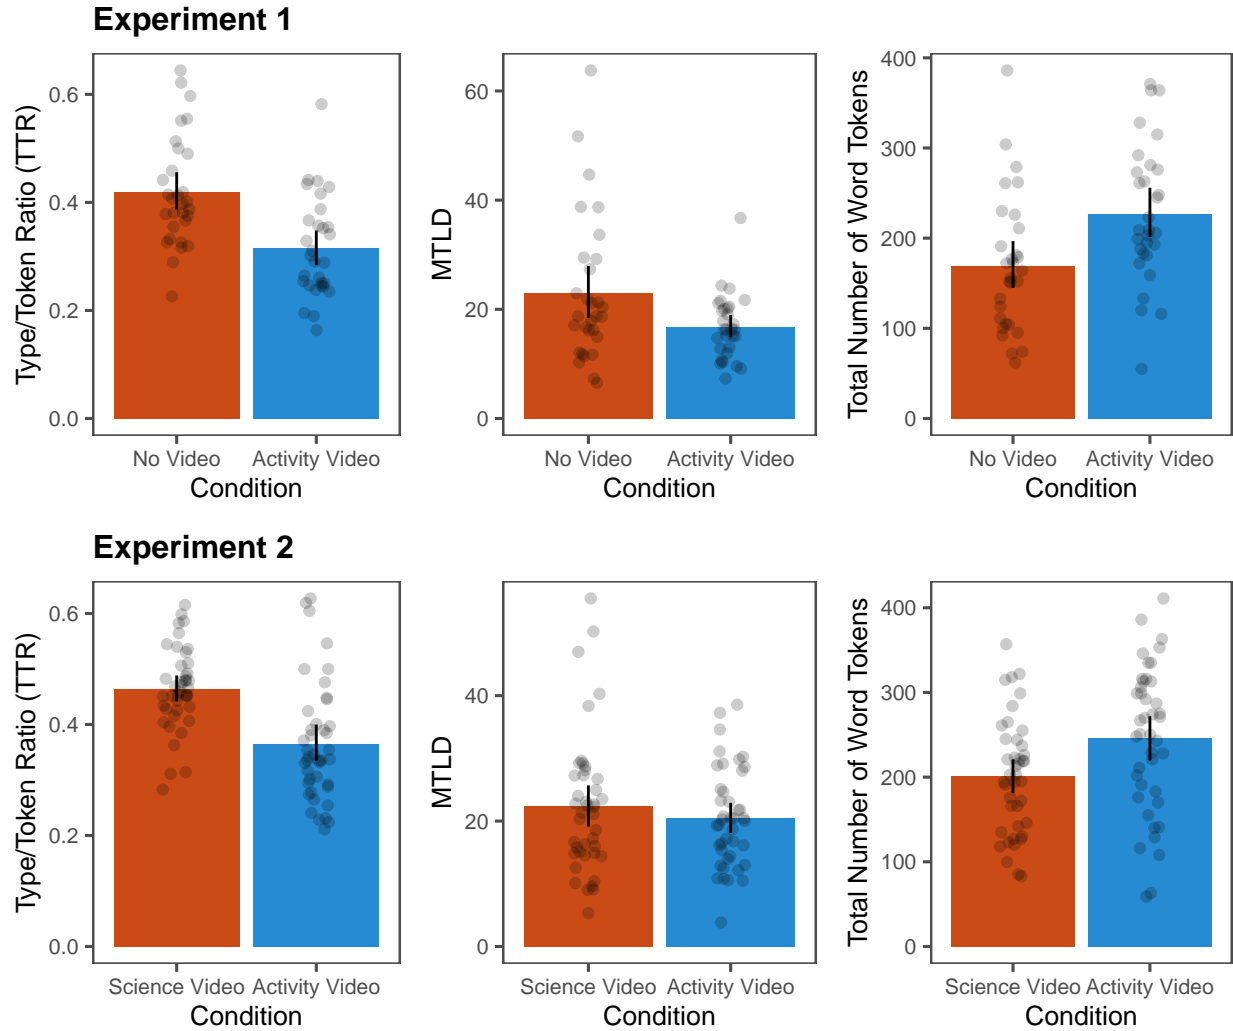 Experiment 1
Type/Token Ratio (TTR)
0.6
0.4
0.2
0.0
No Video Activity Video
Condition
MTLD
60
40
20
0
No Video Activity Video
Condition
Total Number of Word Tokens
400
300
200
100
0
No Video Activity Video
Condition
Experiment 2
Type/Token Ratio (TTR)
0.6
0.4
0.2
0.0
Science Video Activity Video
Condition
MTLD
40
20
0
Science Video Activity Video
Condition
Total Number of Word Tokens
400
300
200
100
0
Science Video Activity Video
Condition